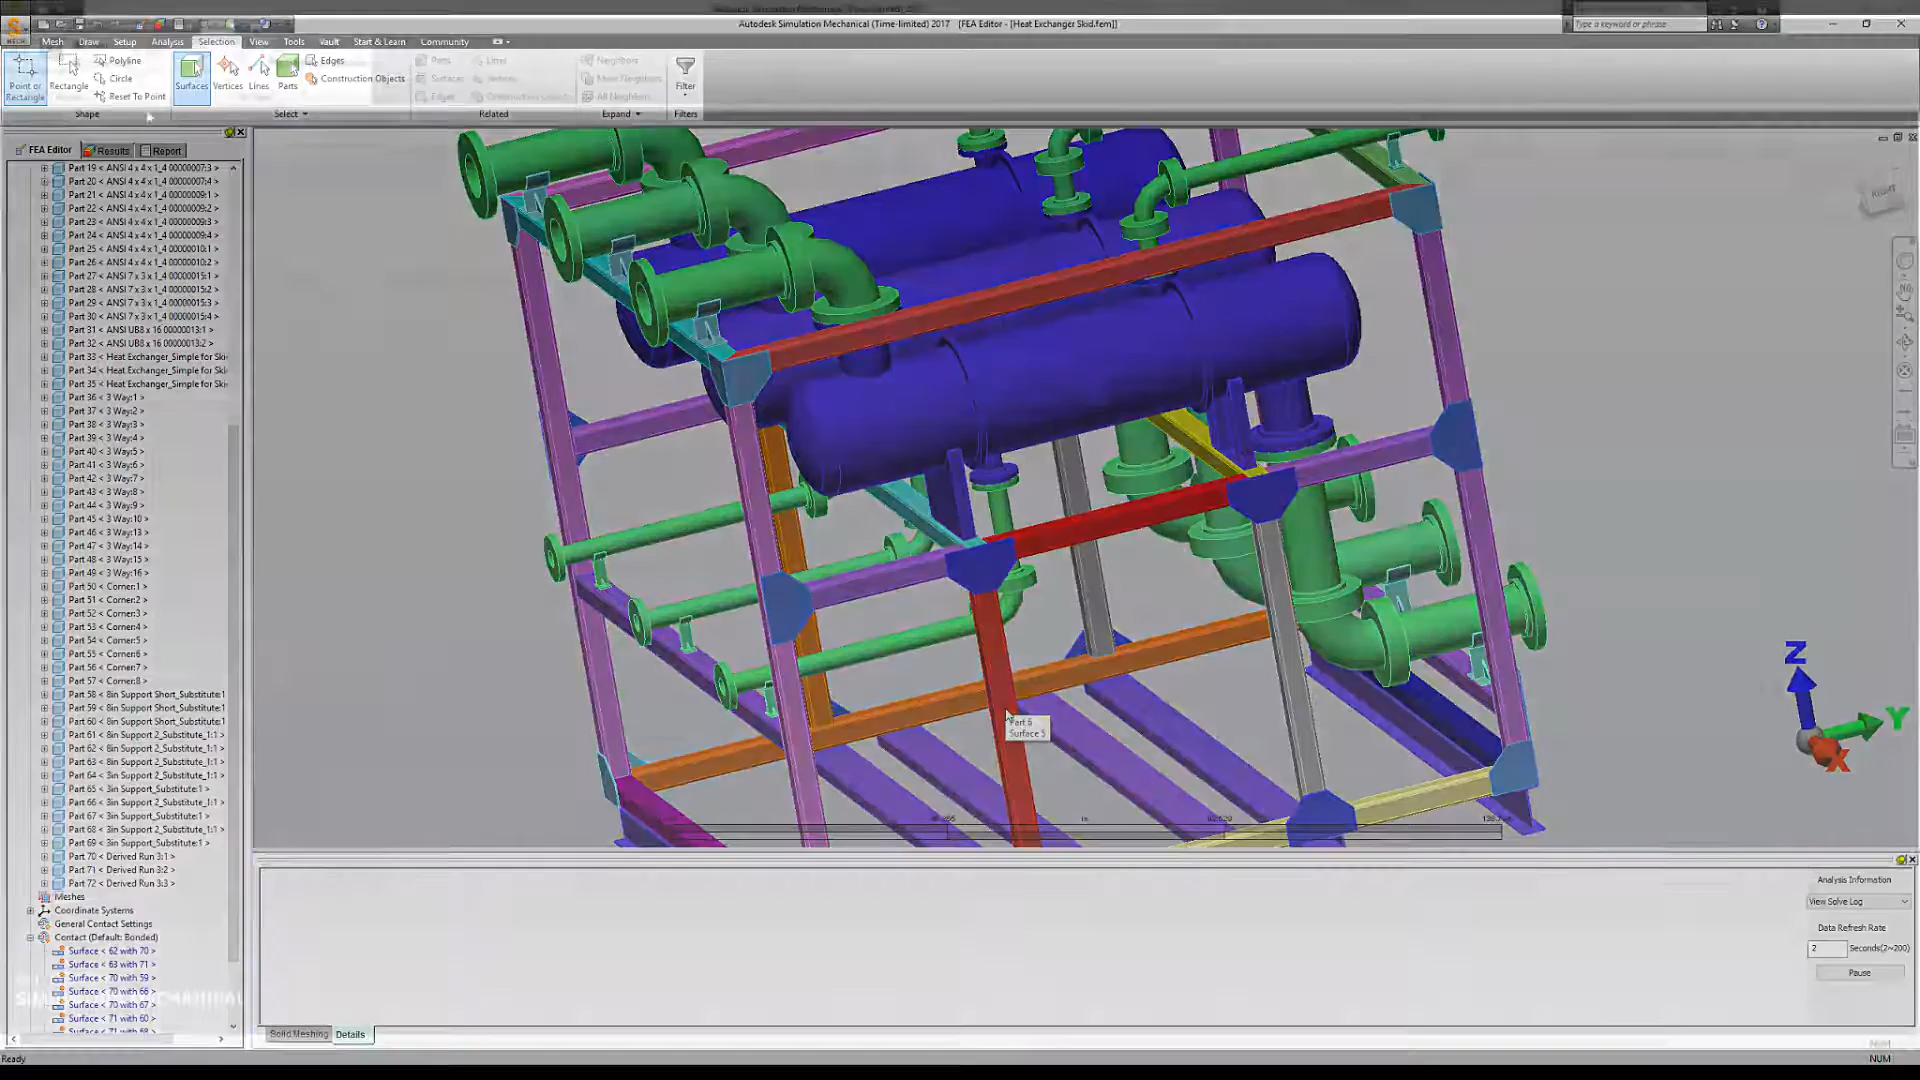 Autodesk Simulation Mechanical (Time-limited) 2017 [FEA Editor - [Heat Exchanger Skid.fem]]
Type a keyword or phrase
Mesh Draw Setup Analysis Selection View Tools Vault Start & Learn Community
Point or Rectangle
Rectangle
Polyline
Circle
Reset To Point
Surfaces
Vertices
Lines
Parts
Edges
Construction Objects
Parts
Surfaces
Edges
Lines
Vertices
Neighbors
More Neighbors
All Neighbors
Filter
Shape
Select
Related
Expand
Filters
FEA Editor
Results
Report
Part 19 < ANSI 4 x 4 x 1_4 00000007:3 >
Part 20 < ANSI 4 x 4 x 1_4 00000007:4 >
Part 21 < ANSI 4 x 4 x 1_4 00000009:1 >
Part 22 < ANSI 4 x 4 x 1_4 00000009:2 >
Part 23 < ANSI 4 x 4 x 1_4 00000009:3 >
Part 24 < ANSI 4 x 4 x 1_4 00000009:4 >
Part 25 < ANSI 4 x 4 x 1_4 00000010:1 >
Part 26 < ANSI 4 x 4 x 1_4 00000010:2 >
Part 27 < ANSI 7 x 3 x 1_4 00000015:1 >
Part 28 < ANSI 7 x 3 x 1_4 00000015:2 >
Part 29 < ANSI 7 x 3 x 1_4 00000015:3 >
Part 30 < ANSI 7 x 3 x 1_4 00000015:4 >
Part 31 < ANSI UB8 x 16 00000013:1 >
Part 32 < ANSI UB8 x 16 00000013:2 >
Part 33 < Heat Exchanger_Simple for Ski
Part 34 < Heat Exchanger_Simple for Ski
Part 35 < Heat Exchanger_Simple for Ski
Part 36 < 3 Way:1 >
Part 37 < 3 Way:2 >
Part 38 < 3 Way:3 >
Part 39 < 3 Way:4 >
Part 40 < 3 Way:5 >
Part 41 < 3 Way:6 >
Part 42 < 3 Way:7 >
Part 43 < 3 Way:8 >
Part 44 < 3 Way:9 >
Part 45 < 3 Way:10 >
Part 46 < 3 Way:13 >
Part 47 < 3 Way:14 >
Part 48 < 3 Way:15 >
Part 49 < 3 Way:16 >
Part 50 < Corner:1 >
Part 51 < Corner:2 >
Part 52 < Corner:3 >
Part 53 < Corner:4 >
Part 54 < Corner:5 >
Part 55 < Corner:6 >
Part 56 < Corner:7 >
Part 57 < Corner:8 >
Part 58 < 8in Support Short_Substitute:1
Part 59 < 8in Support Short_Substitute:1
Part 60 < 8in Support Short_Substitute:1
Part 61 < 8in Support 2_Substitute_1:1 >
Part 62 < 8in Support 2_Substitute_1:1 >
Part 63 < 8in Support 2_Substitute_1:1 >
Part 64 < 3in Support 2_Substitute_1:1 >
Part 65 < 3in Support_Substitute:1 >
Part 66 < 3in Support 2_Substitute_1:1 >
Part 67 < 3in Support_Substitute:1 >
Part 68 < 3in Support 2_Substitute_1:1 >
Part 69 < 3in Support_Substitute:1 >
Part 70 < Derived Run 3:1 >
Part 71 < Derived Run 3:2 >
Part 72 < Derived Run 3:3 >
Meshes
Coordinate Systems
General Contact Settings
Contact (Default: Bonded)
Surface < 62 with 70 >
Surface < 63 with 71 >
Surface < 70 with 59 >
Surface < 70 with 66 >
Surface < 70 with 67 >
Surface < 71 with 60 >
Surface < 71 with 68 >
RIGHT
Part 6
Surface 5
in
Z
Y
X
Analysis Information
View Solve Log
Data Refresh Rate
2 Seconds(2~200)
Pause
Solid Meshing
Details
Ready
NUM